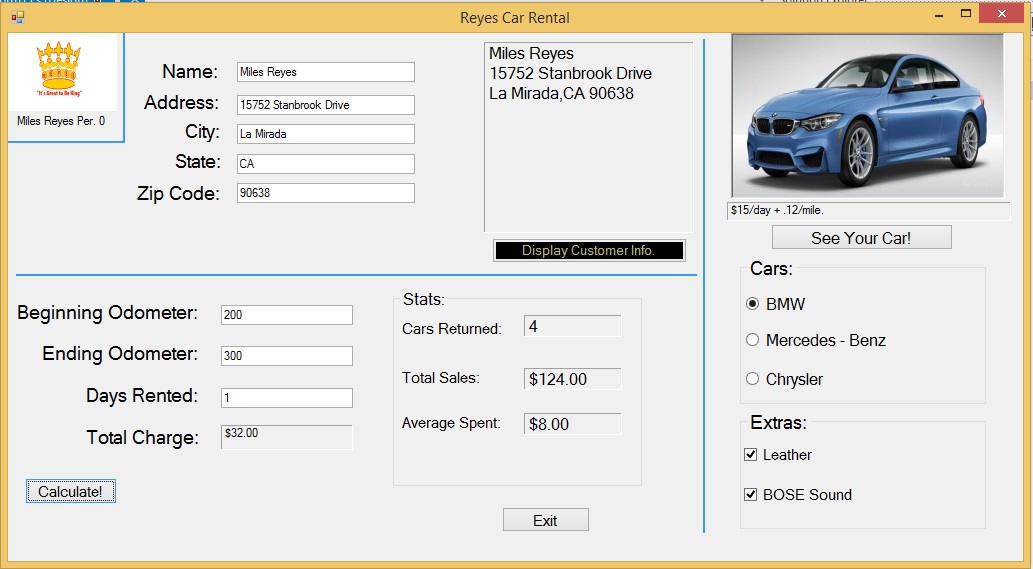 Reyes Car Rental
"It's Great to Be King"
Miles Reyes Per. 0
Name: Miles Reyes
Address: 15752 Stanbrook Drive
City: La Mirada
State: CA
Zip Code: 90638
Miles Reyes
15752 Stanbrook Drive
La Mirada,CA 90638
Display Customer Info.
$15/day + .12/mile.
See Your Car!
Cars:
BMW
Mercedes - Benz
Chrysler
Extras:
Leather
BOSE Sound
Beginning Odometer: 200
Ending Odometer: 300
Days Rented: 1
Total Charge: $32.00
Calculate!
Stats:
Cars Returned: 4
Total Sales: $124.00
Average Spent: $8.00
Exit